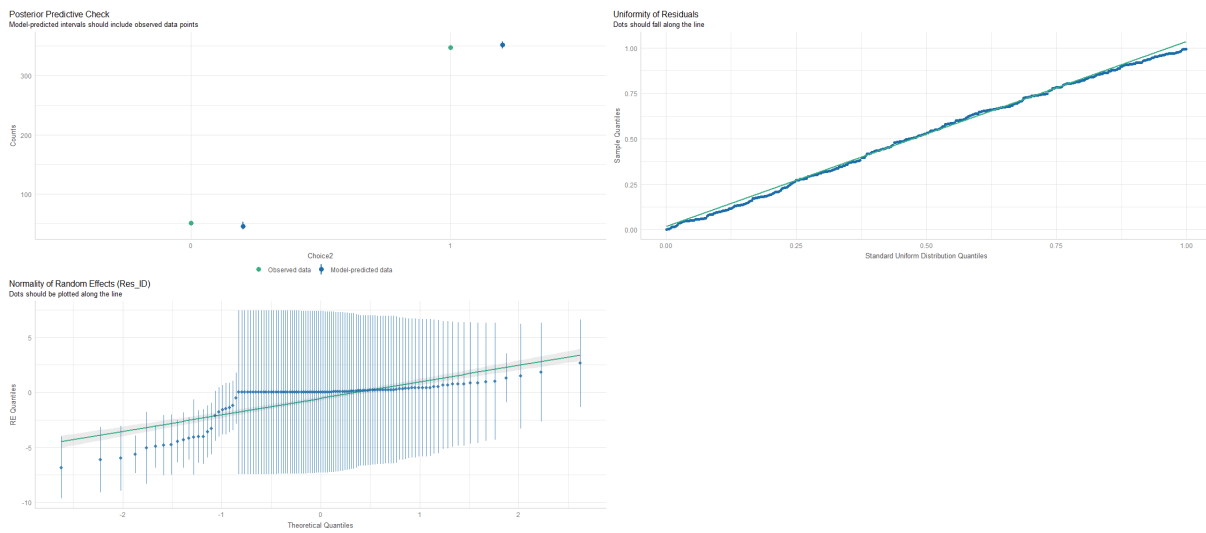 Posterior Predictive Check
Model-predicted intervals should include observed data points
300
200
100
Counts
0
1
Choice2
Observed data
Model-predicted data
Uniformity of Residuals
Dots should fall along the line
1.00
0.75
0.50
0.25
0.00
Sample Quantiles
0.00
0.25
0.50
0.75
1.00
Standard Uniform Distribution Quantiles
Normality of Random Effects (Res_ID)
Dots should be plotted along the line
5
0
-5
-10
RE Quantiles
-2
-1
0
1
2
Theoretical Quantiles